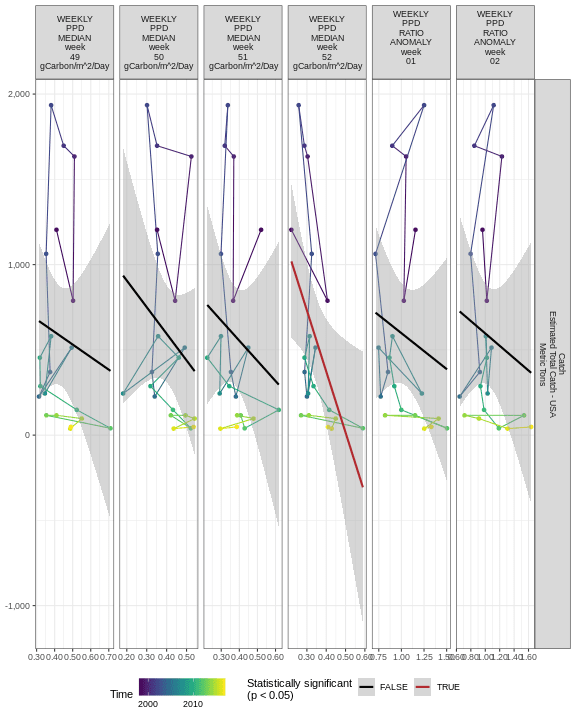 WEEKLY
PPD
MEDIAN
week
49
gCarbon/m^2/Day
WEEKLY
PPD
MEDIAN
week
50
gCarbon/m^2/Day
WEEKLY
PPD
MEDIAN
week
51
gCarbon/m^2/Day
WEEKLY
PPD
MEDIAN
week
52
gCarbon/m^2/Day
WEEKLY
PPD
RATIO
ANOMALY
week
01
WEEKLY
PPD
RATIO
ANOMALY
week
02
2,000
1,000
0
-1,000
Catch
Estimated Total Catch - USA
Metric Tons
0.30 0.40 0.50 0.60 0.70
0.20 0.30 0.40 0.50
0.30 0.40 0.50 0.60
0.20 0.30 0.40 0.50 0.60
0.75 1.00 1.25 1.50
0.60 0.80 1.00 1.20 1.40 1.60
Time
2000 2010
Statistically significant
(p < 0.05)
FALSE
TRUE